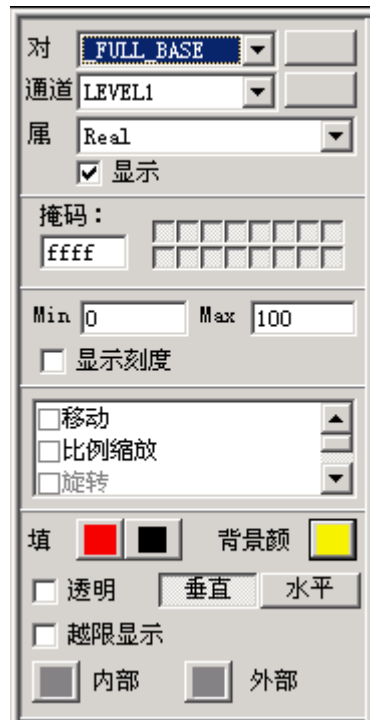 对 _FULL_BASE
通道 LEVEL1
属 Real
显示
掩码：
ffff
Min 0 Max 100
显示刻度
移动
比例缩放
旋转
填 背景颜
透明 垂直 水平
越限显示
内部 外部